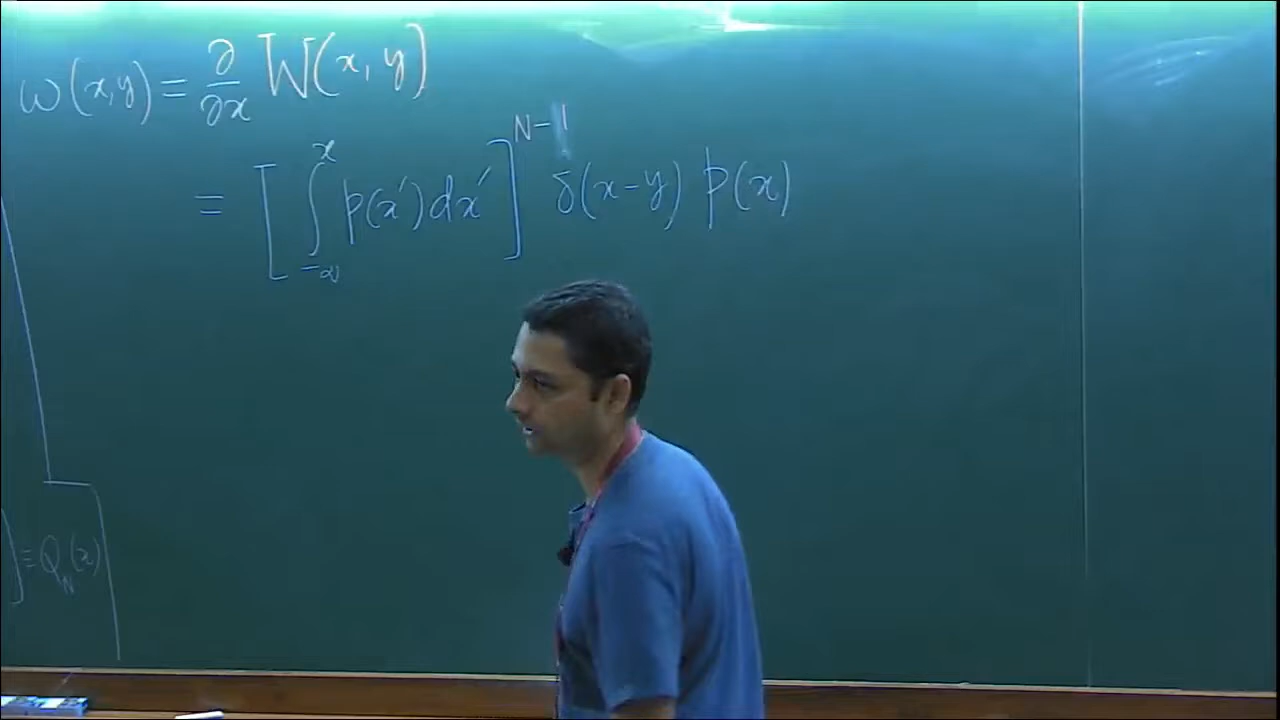 ω(x,y) = ∂/∂x W(x,y)
= [ ∫_{-∞}^{x} p(x′)dx′ ]^{N-1} δ(x-y) p(x)
] ≡ Q_N(x)